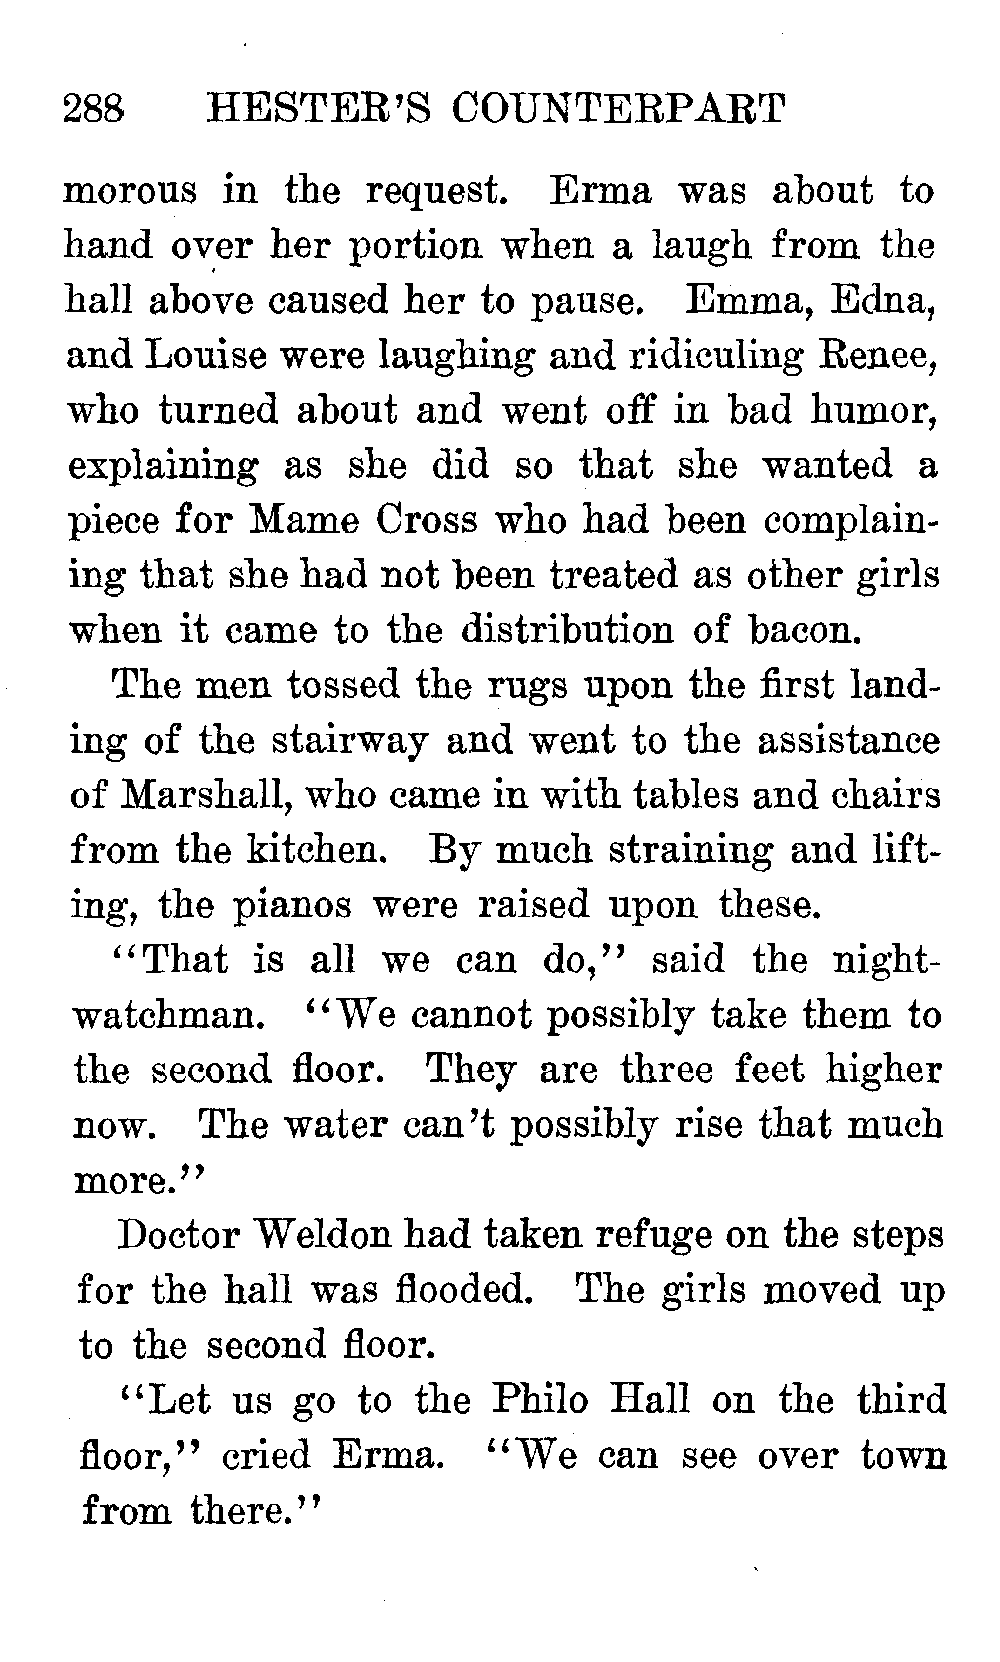 288 HESTER'S COUNTERPART
morous in the request. Erma was about to
hand over her portion when a laugh from the
hall above caused her to pause. Emma, Edna,
and Louise were laughing and ridiculing Renee,
who turned about and went off in bad humor,
explaining as she did so that she wanted a
piece for Mame Cross who had been complain-
ing that she had not been treated as other girls
when it came to the distribution of bacon.
The men tossed the rugs upon the first land-
ing of the stairway and went to the assistance
of Marshall, who came in with tables and chairs
from the kitchen. By much straining and lift-
ing, the pianos were raised upon these.
"That is all we can do," said the night-
watchman. "We cannot possibly take them to
the second floor. They are three feet higher
now. The water can't possibly rise that much
more."
Doctor Weldon had taken refuge on the steps
for the hall was flooded. The girls moved up
to the second floor.
"Let us go to the Philo Hall on the third
floor," cried Erma. "We can see over town
from there."